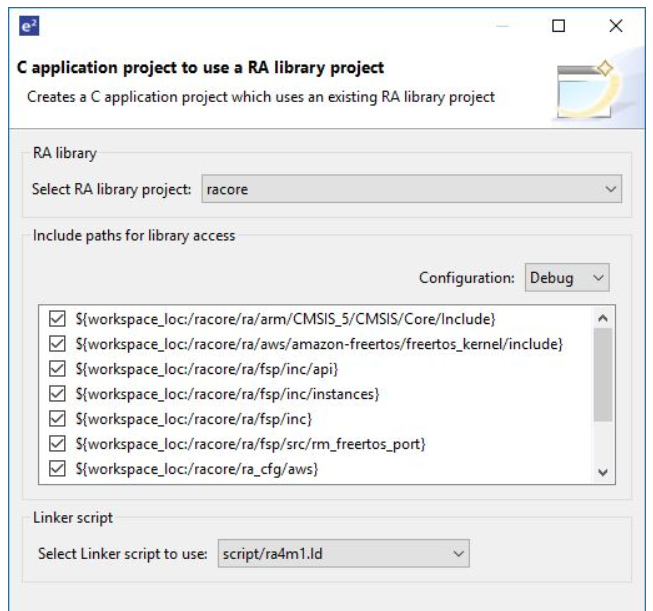 e²
C application project to use a RA library project
Creates a C application project which uses an existing RA library project
RA library
Select RA library project: racore
Include paths for library access
Configuration: Debug
${workspace_loc:/racore/ra/arm/CMSIS_5/CMSIS/Core/Include}
${workspace_loc:/racore/ra/aws/amazon-freertos/freertos_kernel/include}
${workspace_loc:/racore/ra/fsp/inc/api}
${workspace_loc:/racore/ra/fsp/inc/instances}
${workspace_loc:/racore/ra/fsp/inc}
${workspace_loc:/racore/ra/fsp/src/rm_freertos_port}
${workspace_loc:/racore/ra_cfg/aws}
Linker script
Select Linker script to use: script/ra4m1.ld